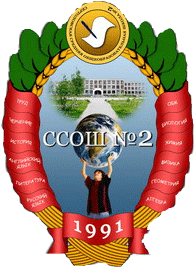 ССОШ №2
ТРУД
ЧЕРЧЕНИЕ
ИСТОРИЯ
АНГЛИЙСКИЙ
ЯЗЫК
ЛИТЕРАТУРА
РУССКИЙ
ЯЗЫК
ОБЖ
БИОЛОГИЯ
ХИМИЯ
ФИЗИКА
ГЕОМЕТРИЯ
АЛГЕБРА
1991